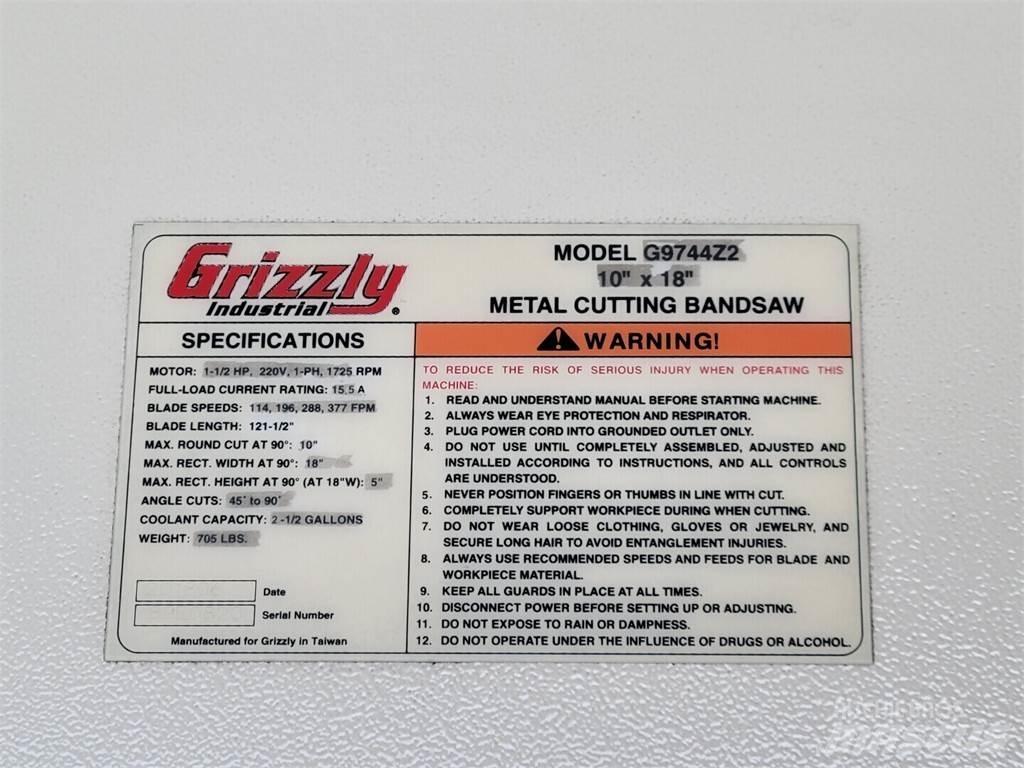 Grizzly
Industrial®
MODEL G9744Z2
10" x 18"
METAL CUTTING BANDSAW
SPECIFICATIONS
MOTOR: 1-1/2 HP, 220V, 1-PH, 1725 RPM
FULL-LOAD CURRENT RATING: 15.5 A
BLADE SPEEDS: 114, 196, 288, 377 FPM
BLADE LENGTH: 121-1/2"
MAX. ROUND CUT AT 90°: 10"
MAX. RECT. WIDTH AT 90°: 18"
MAX. RECT. HEIGHT AT 90° (AT 18"W): 5"
ANGLE CUTS: 45° to 90°
COOLANT CAPACITY: 2-1/2 GALLONS
WEIGHT: 705 LBS.
Date
Serial Number
Manufactured for Grizzly in Taiwan
WARNING!
TO REDUCE THE RISK OF SERIOUS INJURY WHEN OPERATING THIS
MACHINE:
1. READ AND UNDERSTAND MANUAL BEFORE STARTING MACHINE.
2. ALWAYS WEAR EYE PROTECTION AND RESPIRATOR.
3. PLUG POWER CORD INTO GROUNDED OUTLET ONLY.
4. DO NOT USE UNTIL COMPLETELY ASSEMBLED, ADJUSTED AND
INSTALLED ACCORDING TO INSTRUCTIONS, AND ALL CONTROLS
ARE UNDERSTOOD.
5. NEVER POSITION FINGERS OR THUMBS IN LINE WITH CUT.
6. COMPLETELY SUPPORT WORKPIECE DURING WHEN CUTTING.
7. DO NOT WEAR LOOSE CLOTHING, GLOVES OR JEWELRY, AND
SECURE LONG HAIR TO AVOID ENTANGLEMENT INJURIES.
8. ALWAYS USE RECOMMENDED SPEEDS AND FEEDS FOR BLADE AND
WORKPIECE MATERIAL.
9. KEEP ALL GUARDS IN PLACE AT ALL TIMES.
10. DISCONNECT POWER BEFORE SETTING UP OR ADJUSTING.
11. DO NOT EXPOSE TO RAIN OR DAMPNESS.
12. DO NOT OPERATE UNDER THE INFLUENCE OF DRUGS OR ALCOHOL.